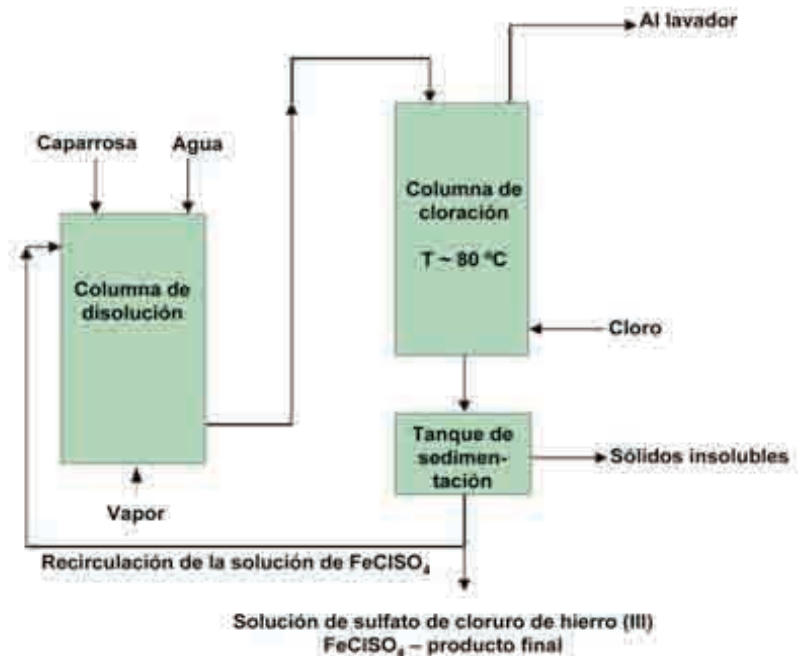 Al lavador
Caparrosa
Agua
Columna de
cloración
T ~ 80 ºC
Columna de
disolución
Cloro
Tanque de
sedimen-
tación
Sólidos insolubles
Vapor
Recirculación de la solución de FeClSO₄
Solución de sulfato de cloruro de hierro (III)
FeClSO₄ – producto final